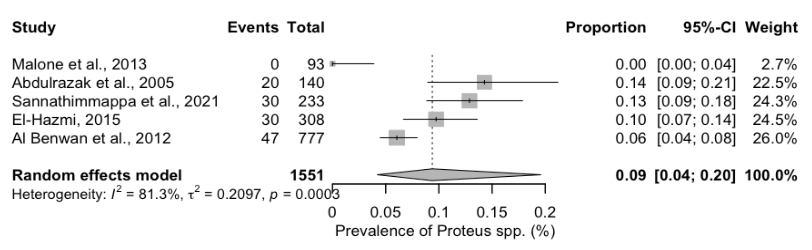 Study Events Total Proportion 95%-CI Weight
Malone et al., 2013 0 93 0.00 [0.00; 0.04] 2.7%
Abdulrazak et al., 2005 20 140 0.14 [0.09; 0.21] 22.5%
Sannathimmappa et al., 2021 30 233 0.13 [0.09; 0.18] 24.3%
El-Hazmi, 2015 30 308 0.10 [0.07; 0.14] 24.5%
Al Benwan et al., 2012 47 777 0.06 [0.04; 0.08] 26.0%
Random effects model 1551 0.09 [0.04; 0.20] 100.0%
Heterogeneity: I² = 81.3%, τ² = 0.2097, p = 0.0003
0 0.05 0.1 0.15 0.2
Prevalence of Proteus spp. (%)